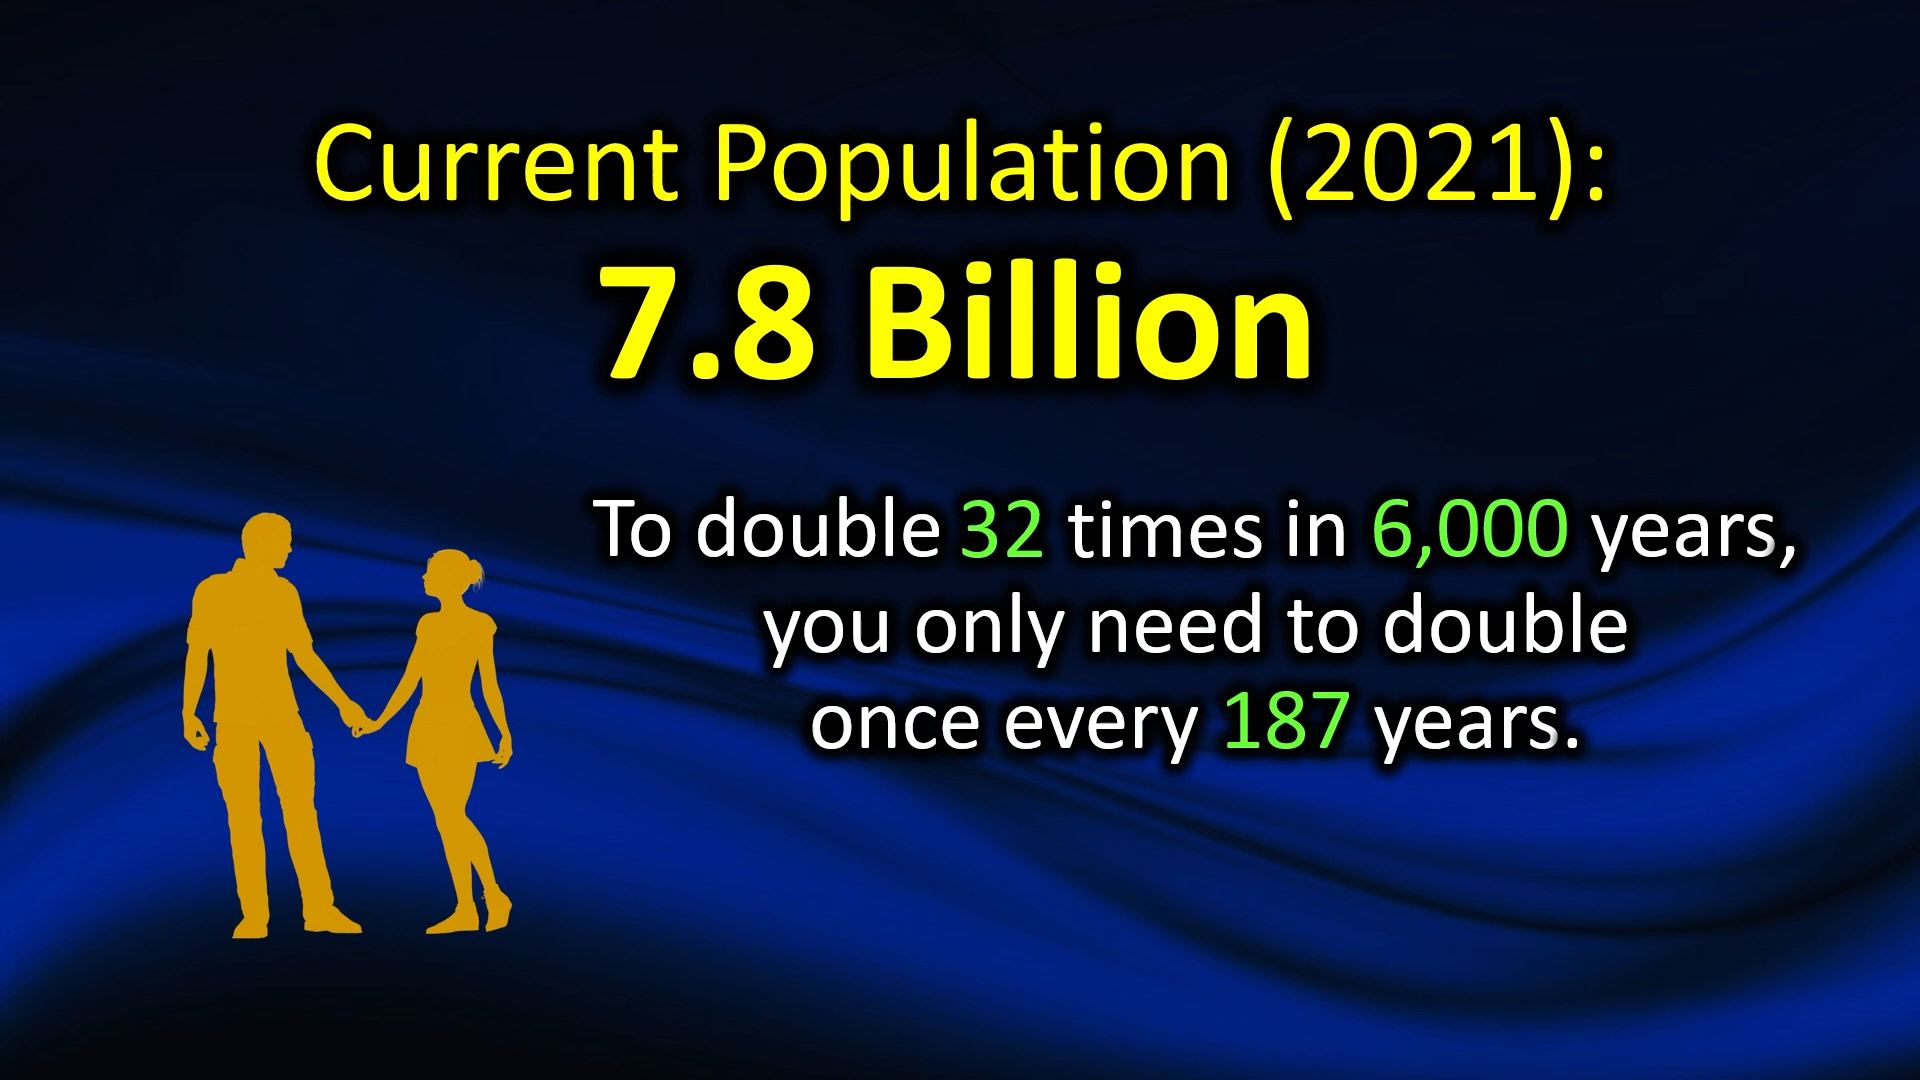 Current Population (2021):
7.8 Billion
To double 32 times in 6,000 years,
you only need to double
once every 187 years.